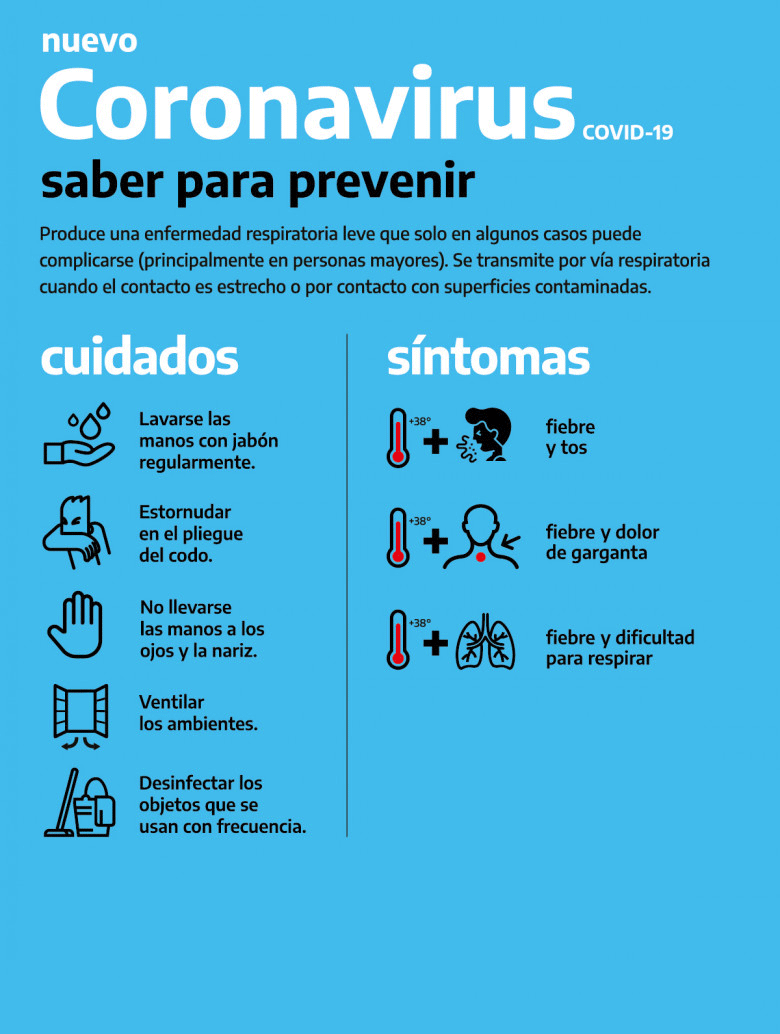 nuevo
Coronavirus COVID-19
saber para prevenir
Produce una enfermedad respiratoria leve que solo en algunos casos puede
complicarse (principalmente en personas mayores). Se transmite por vía respiratoria
cuando el contacto es estrecho o por contacto con superficies contaminadas.
cuidados
Lavarse las
manos con jabón
regularmente.
Estornudar
en el pliegue
del codo.
No llevarse
las manos a los
ojos y la nariz.
Ventilar
los ambientes.
Desinfectar los
objetos que se
usan con frecuencia.
síntomas
+38°
fiebre
y tos
+38°
fiebre y dolor
de garganta
+38°
fiebre y dificultad
para respirar